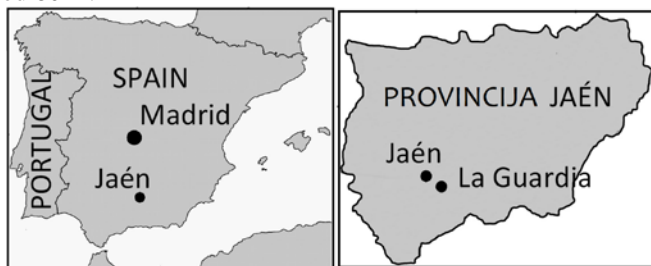 SPAIN
Madrid
PORTUGAL
Jaén
PROVINCIJA JAÉN
Jaén
La Guardia